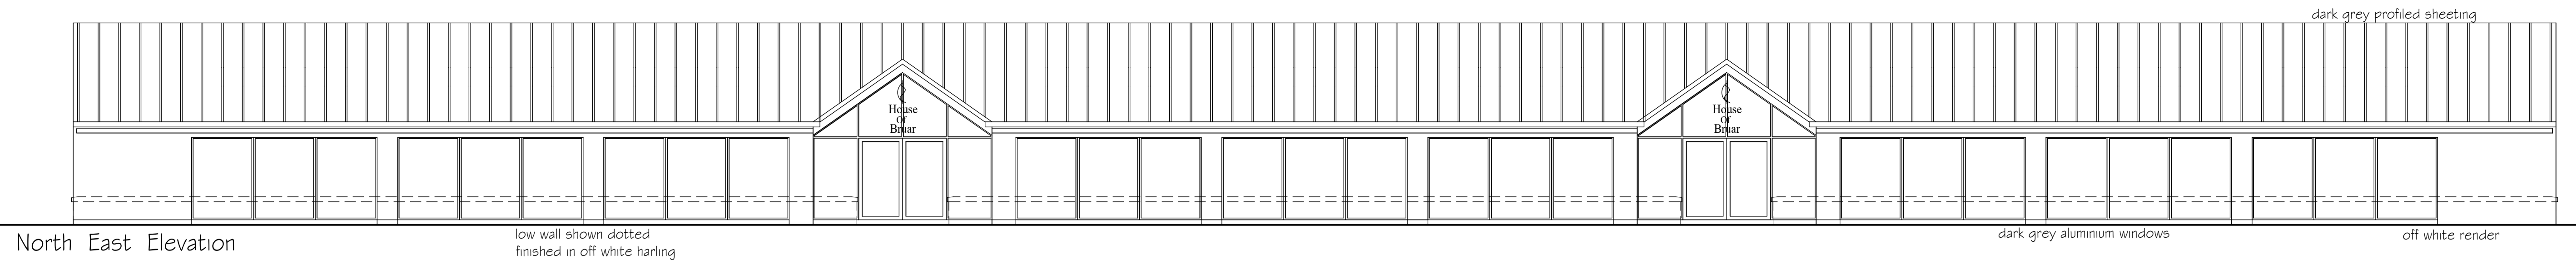 dark grey profiled sheeting
House
Of
Bruar
House
Of
Bruar
North East Elevation
low wall shown dotted
finished in off white harling
dark grey aluminium windows
off white render